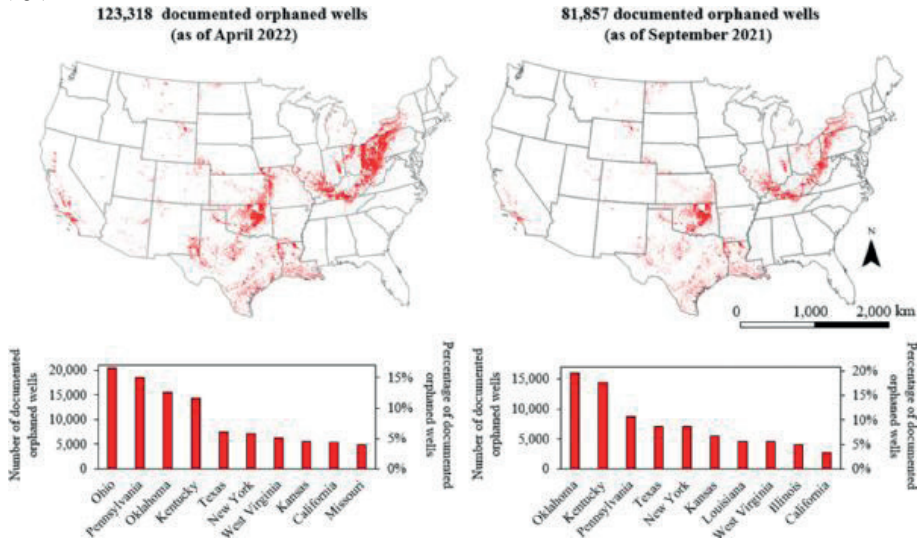 123,318 documented orphaned wells
(as of April 2022)
81,857 documented orphaned wells
(as of September 2021)
N
0 1,000 2,000 km
Number of documented
orphaned wells
20,000
15,000
10,000
5,000
0
15%
10%
5%
0%
Percentage of documented
orphaned wells
Ohio
Pennsylvania
Oklahoma
Kentucky
Texas
New York
West Virginia
Kansas
California
Missouri
Number of documented
orphaned wells
15,000
10,000
5,000
0
20%
15%
10%
5%
0%
Percentage of documented
orphaned wells
Oklahoma
Kentucky
Pennsylvania
Texas
New York
Kansas
Louisiana
West Virginia
Illinois
California